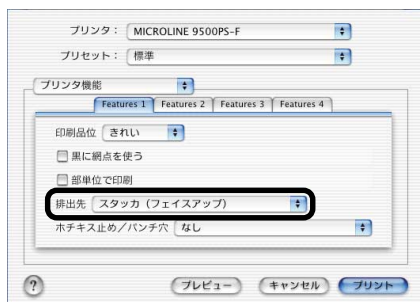 プリンタ： MICROLINE 9500PS-F
プリセット： 標準
プリンタ機能
Features 1 Features 2 Features 3 Features 4
印刷品位 きれい
黒に網点を使う
部単位で印刷
排出先 スタッカ（フェイスアップ）
ホチキス止め／パンチ穴 なし
? プレビュー キャンセル プリント